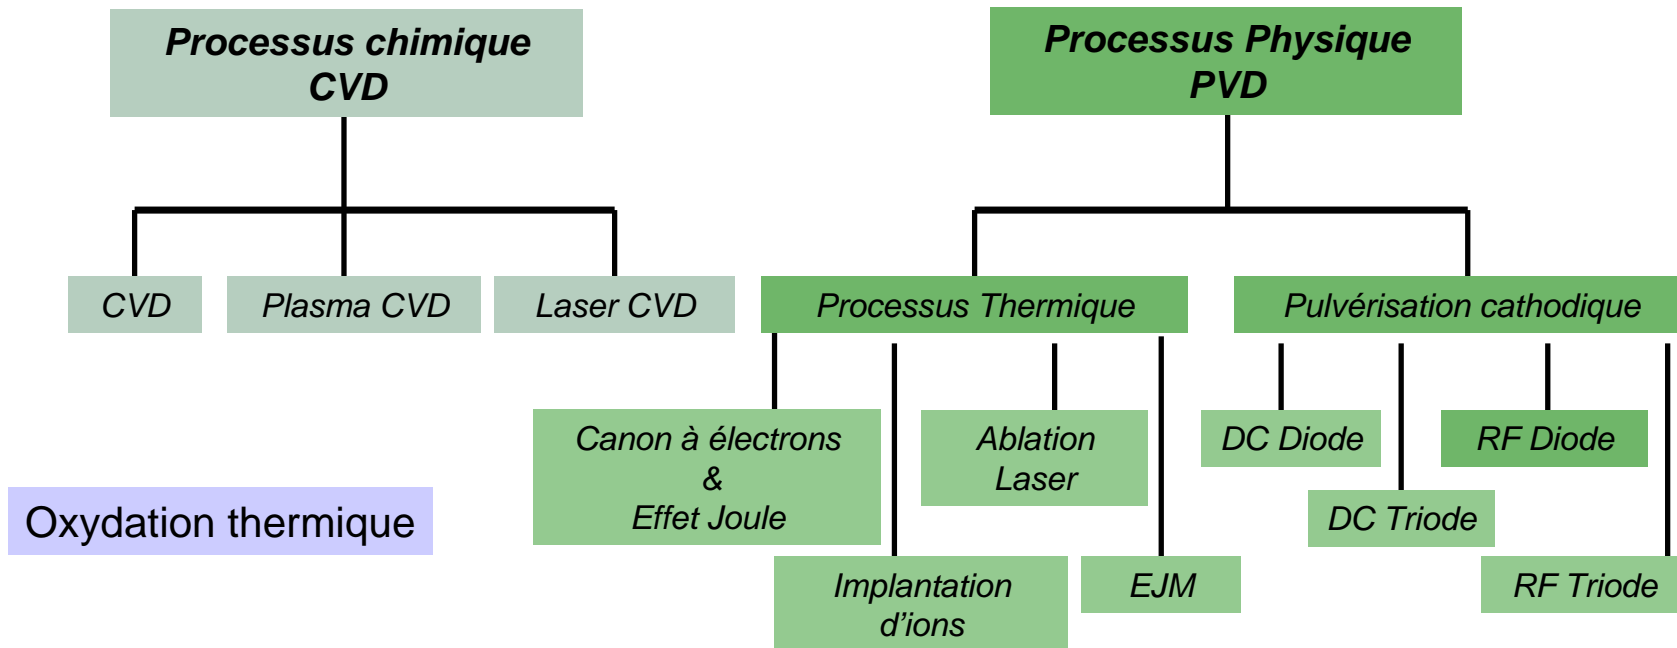 Processus chimique
CVD
Processus Physique
PVD
CVD
Plasma CVD
Laser CVD
Processus Thermique
Pulvérisation cathodique
Canon à électrons
&
Effet Joule
Ablation
Laser
DC Diode
RF Diode
Oxydation thermique
DC Triode
Implantation
d’ions
EJM
RF Triode